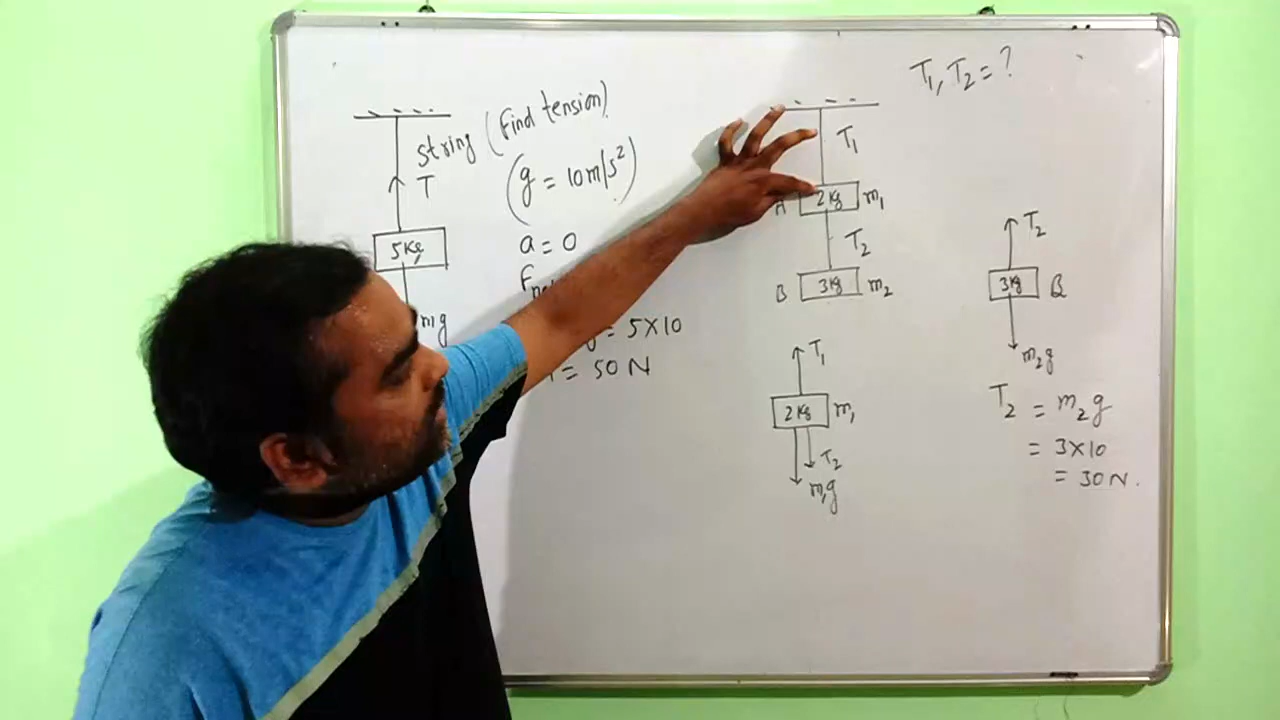 String (Find tension)
T
(g = 10m/s²)
5Kg
mg
a = 0
F
= 5×10
= 50 N
T₁, T₂ = ?
T₁
2Kg m₁
T₂
B 3Kg m₂
T₁
2Kg m₁
T₂
m₁g
T₂
3Kg B
m₂g
T₂ = m₂g
= 3×10
= 30N.